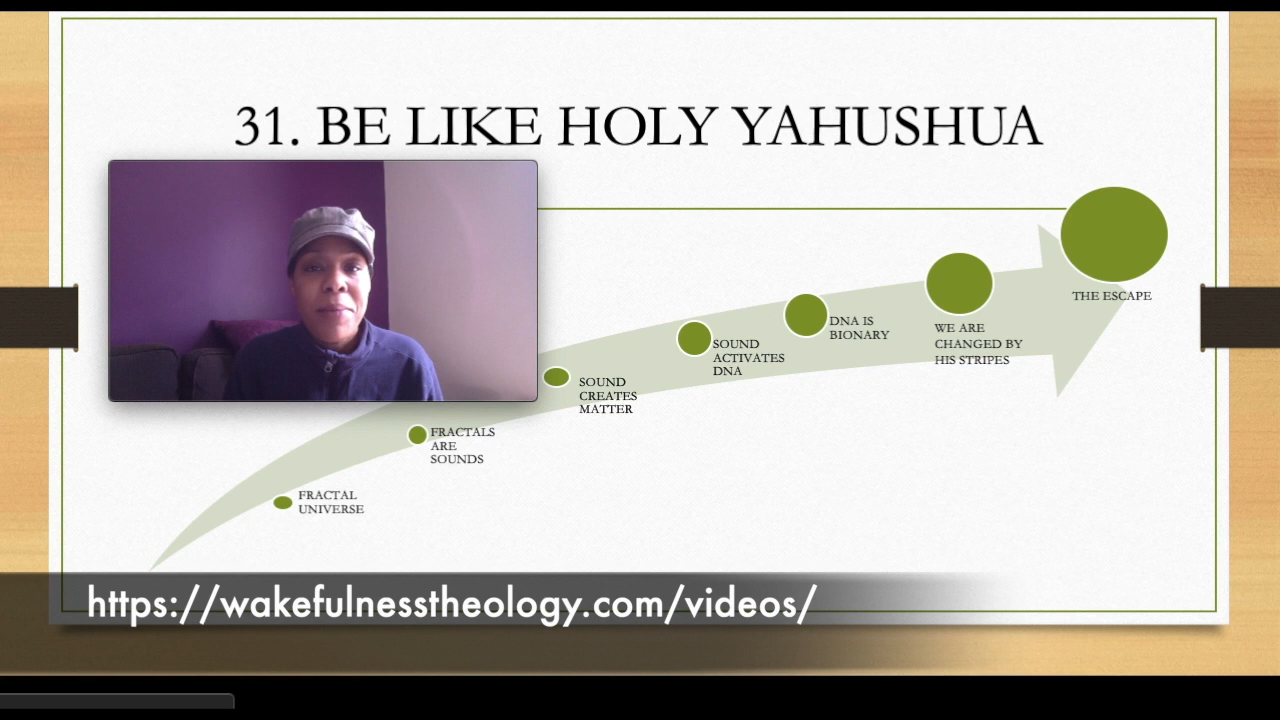 31. BE LIKE HOLY YAHUSHUA
FRACTAL
UNIVERSE
FRACTALS
ARE
SOUNDS
SOUND
CREATES
MATTER
SOUND
ACTIVATES
DNA
DNA IS
BIONARY
WE ARE
CHANGED BY
HIS STRIPES
THE ESCAPE
https://wakefulnesstheology.com/videos/